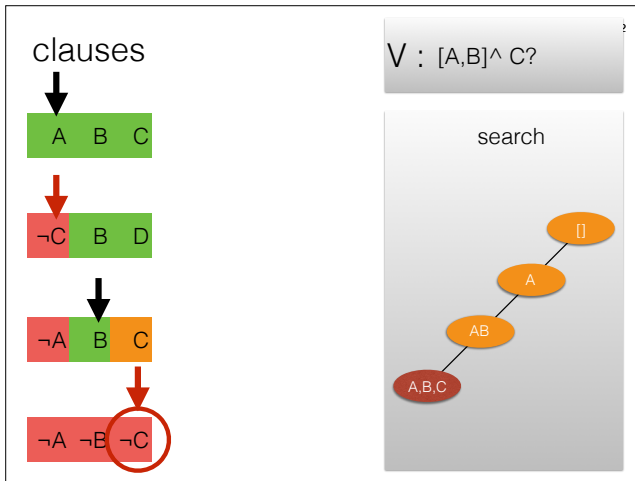 clauses
A B C
¬C B D
¬A B C
¬A ¬B ¬C
V : [A,B]^ C?
search
[]
A
AB
A,B,C